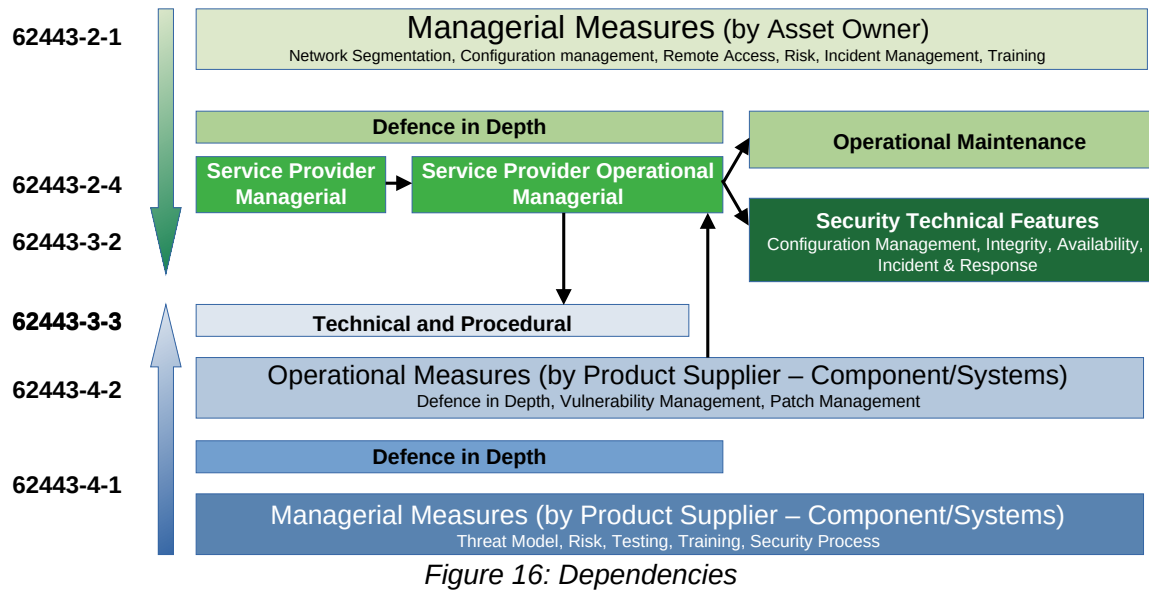 62443-2-1
Managerial Measures (by Asset Owner)
Network Segmentation, Configuration management, Remote Access, Risk, Incident Management, Training
Defence in Depth
Operational Maintenance
62443-2-4
Service Provider
Managerial
Service Provider Operational
Managerial
62443-3-2
Security Technical Features
Configuration Management, Integrity, Availability,
Incident & Response
62443-3-3
Technical and Procedural
62443-4-2
Operational Measures (by Product Supplier – Component/Systems)
Defence in Depth, Vulnerability Management, Patch Management
Defence in Depth
62443-4-1
Managerial Measures (by Product Supplier – Component/Systems)
Threat Model, Risk, Testing, Training, Security Process
Figure 16: Dependencies